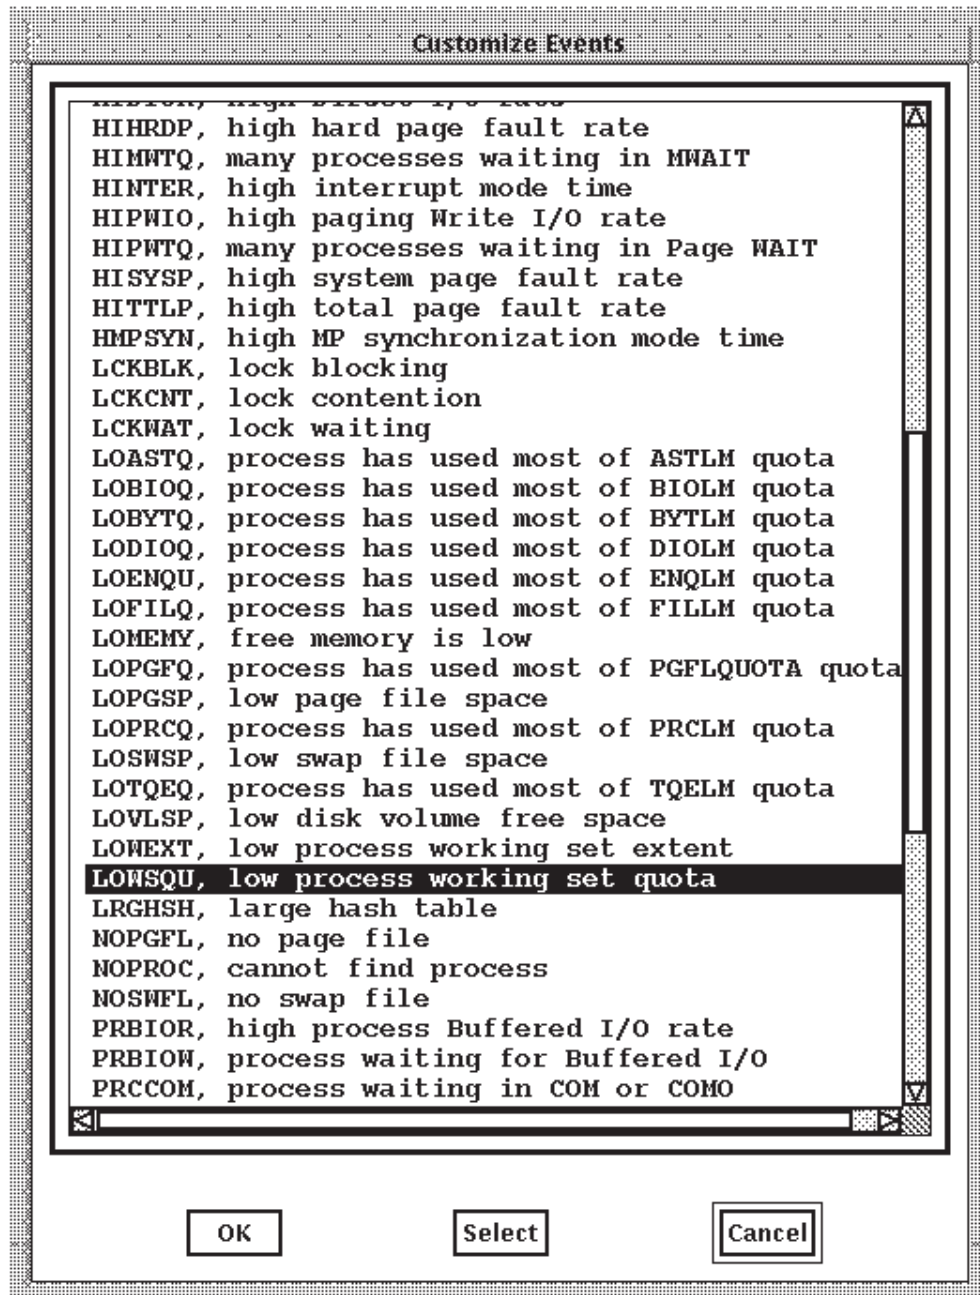 Customize Events
HIHRDP, high hard page fault rate
HIMWTQ, many processes waiting in MWAIT
HINTER, high interrupt mode time
HIPWIO, high paging Write I/O rate
HIPWTQ, many processes waiting in Page WAIT
HISYSP, high system page fault rate
HITTLP, high total page fault rate
HMPSYN, high MP synchronization mode time
LCKBLK, lock blocking
LCKCNT, lock contention
LCKWAT, lock waiting
LOASTQ, process has used most of ASTLM quota
LOBIOQ, process has used most of BIOLM quota
LOBYTQ, process has used most of BYTLM quota
LODIOQ, process has used most of DIOLM quota
LOENQU, process has used most of ENQLM quota
LOFILQ, process has used most of FILLM quota
LOMEMY, free memory is low
LOPGFQ, process has used most of PGFLQUOTA quota
LOPGSP, low page file space
LOPRCQ, process has used most of PRCLM quota
LOSWSP, low swap file space
LOTQEQ, process has used most of TQELM quota
LOVLSP, low disk volume free space
LOWEXT, low process working set extent
LOWSQU, low process working set quota
LRGHSH, large hash table
NOPGFL, no page file
NOPROC, cannot find process
NOSWFL, no swap file
PRBIOR, high process Buffered I/O rate
PRBIOW, process waiting for Buffered I/O
PRCCOM, process waiting in COM or COMO
OK Select Cancel